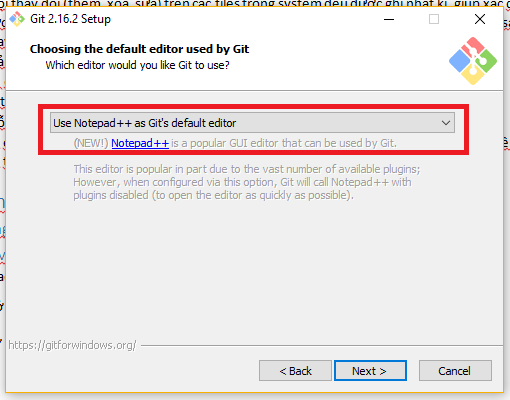 i thay đổi (thêm, xóa, sửa) trên các files trong system đều được ghi nhật kí, giúp xác
Git 2.16.2 Setup
Choosing the default editor used by Git
Which editor would you like Git to use?
Use Notepad++ as Git's default editor
(NEW!) Notepad++ is a popular GUI editor that can be used by Git.
This editor is popular in part due to the vast number of available plugins;
However, when configured via this option, Git will call Notepad++ with
plugins disabled (to open the editor as quickly as possible).
https://gitforwindows.org/
< Back
Next >
Cancel